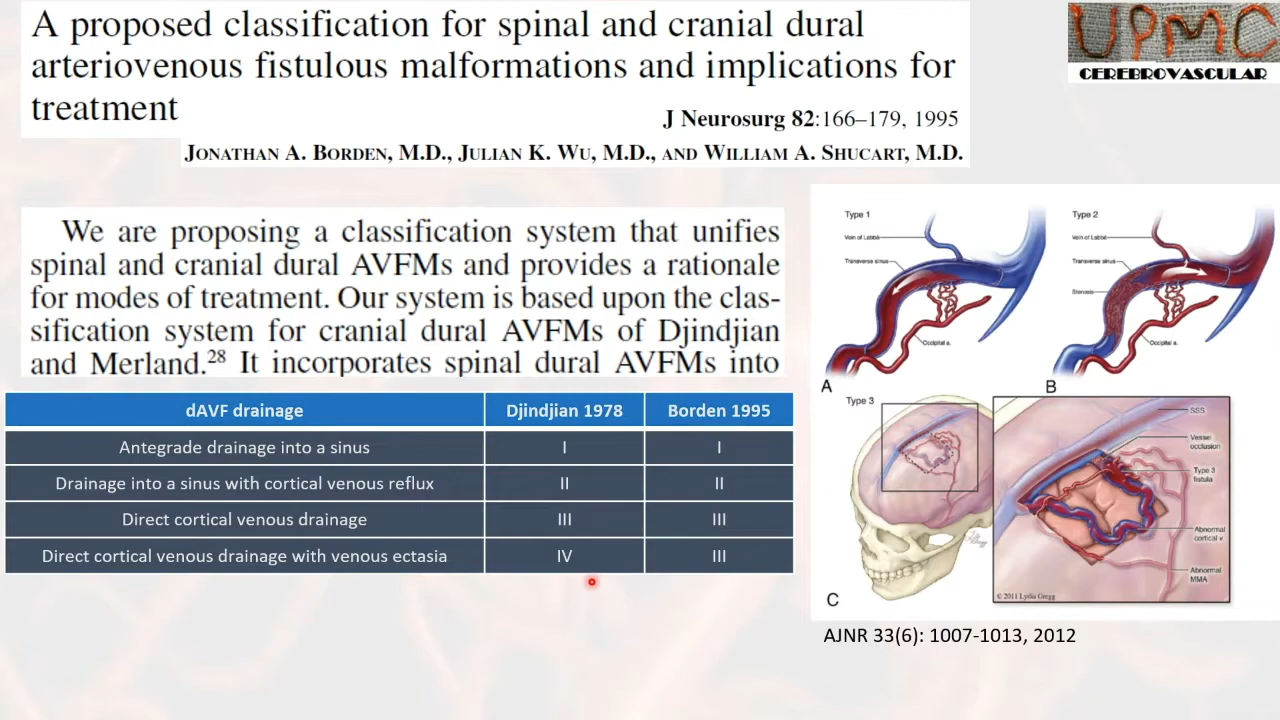 A proposed classification for spinal and cranial dural
arteriovenous fistulous malformations and implications for
treatment
J Neurosurg 82:166–179, 1995
JONATHAN A. BORDEN, M.D., JULIAN K. WU, M.D., AND WILLIAM A. SHUCART, M.D.
UPMC
CEREBROVASCULAR
We are proposing a classification system that unifies
spinal and cranial dural AVFMs and provides a rationale
for modes of treatment. Our system is based upon the clas-
sification system for cranial dural AVFMs of Djindjian
and Merland.28 It incorporates spinal dural AVFMs into
dAVF drainage Djindjian 1978 Borden 1995
Antegrade drainage into a sinus I I
Drainage into a sinus with cortical venous reflux II II
Direct cortical venous drainage III III
Direct cortical venous drainage with venous ectasia IV III
Type 1
Vein of Labbé
Transverse sinus
Occipital a.
A
Type 2
Vein of Labbé
Transverse sinus
Stenosis
Occipital a.
B
Type 3
C
SSS
Vessel
occlusion
Type 3
fistula
Abnormal
cortical v.
Abnormal
MMA
© 2011 Lydia Gregg
AJNR 33(6): 1007-1013, 2012